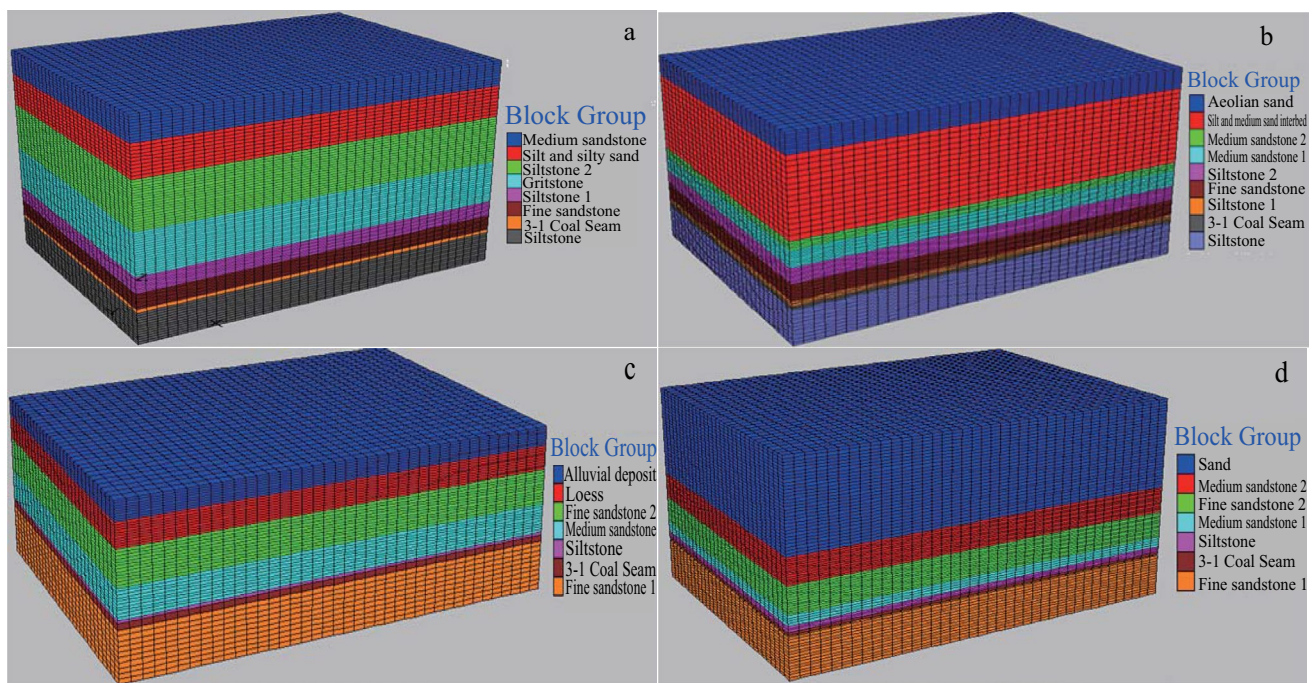 a
Block Group
Medium sandstone
Silt and silty sand
Siltstone 2
Gritstone
Siltstone 1
Fine sandstone
3-1 Coal Seam
Siltstone
b
Block Group
Aeolian sand
Silt and medium sand interbed
Medium sandstone 2
Medium sandstone 1
Siltstone 2
Fine sandstone
Siltstone 1
3-1 Coal Seam
Siltstone
c
Block Group
Alluvial deposit
Loess
Fine sandstone 2
Medium sandstone
Siltstone
3-1 Coal Seam
Fine sandstone 1
d
Block Group
Sand
Medium sandstone 2
Fine sandstone 2
Medium sandstone 1
Siltstone
3-1 Coal Seam
Fine sandstone 1